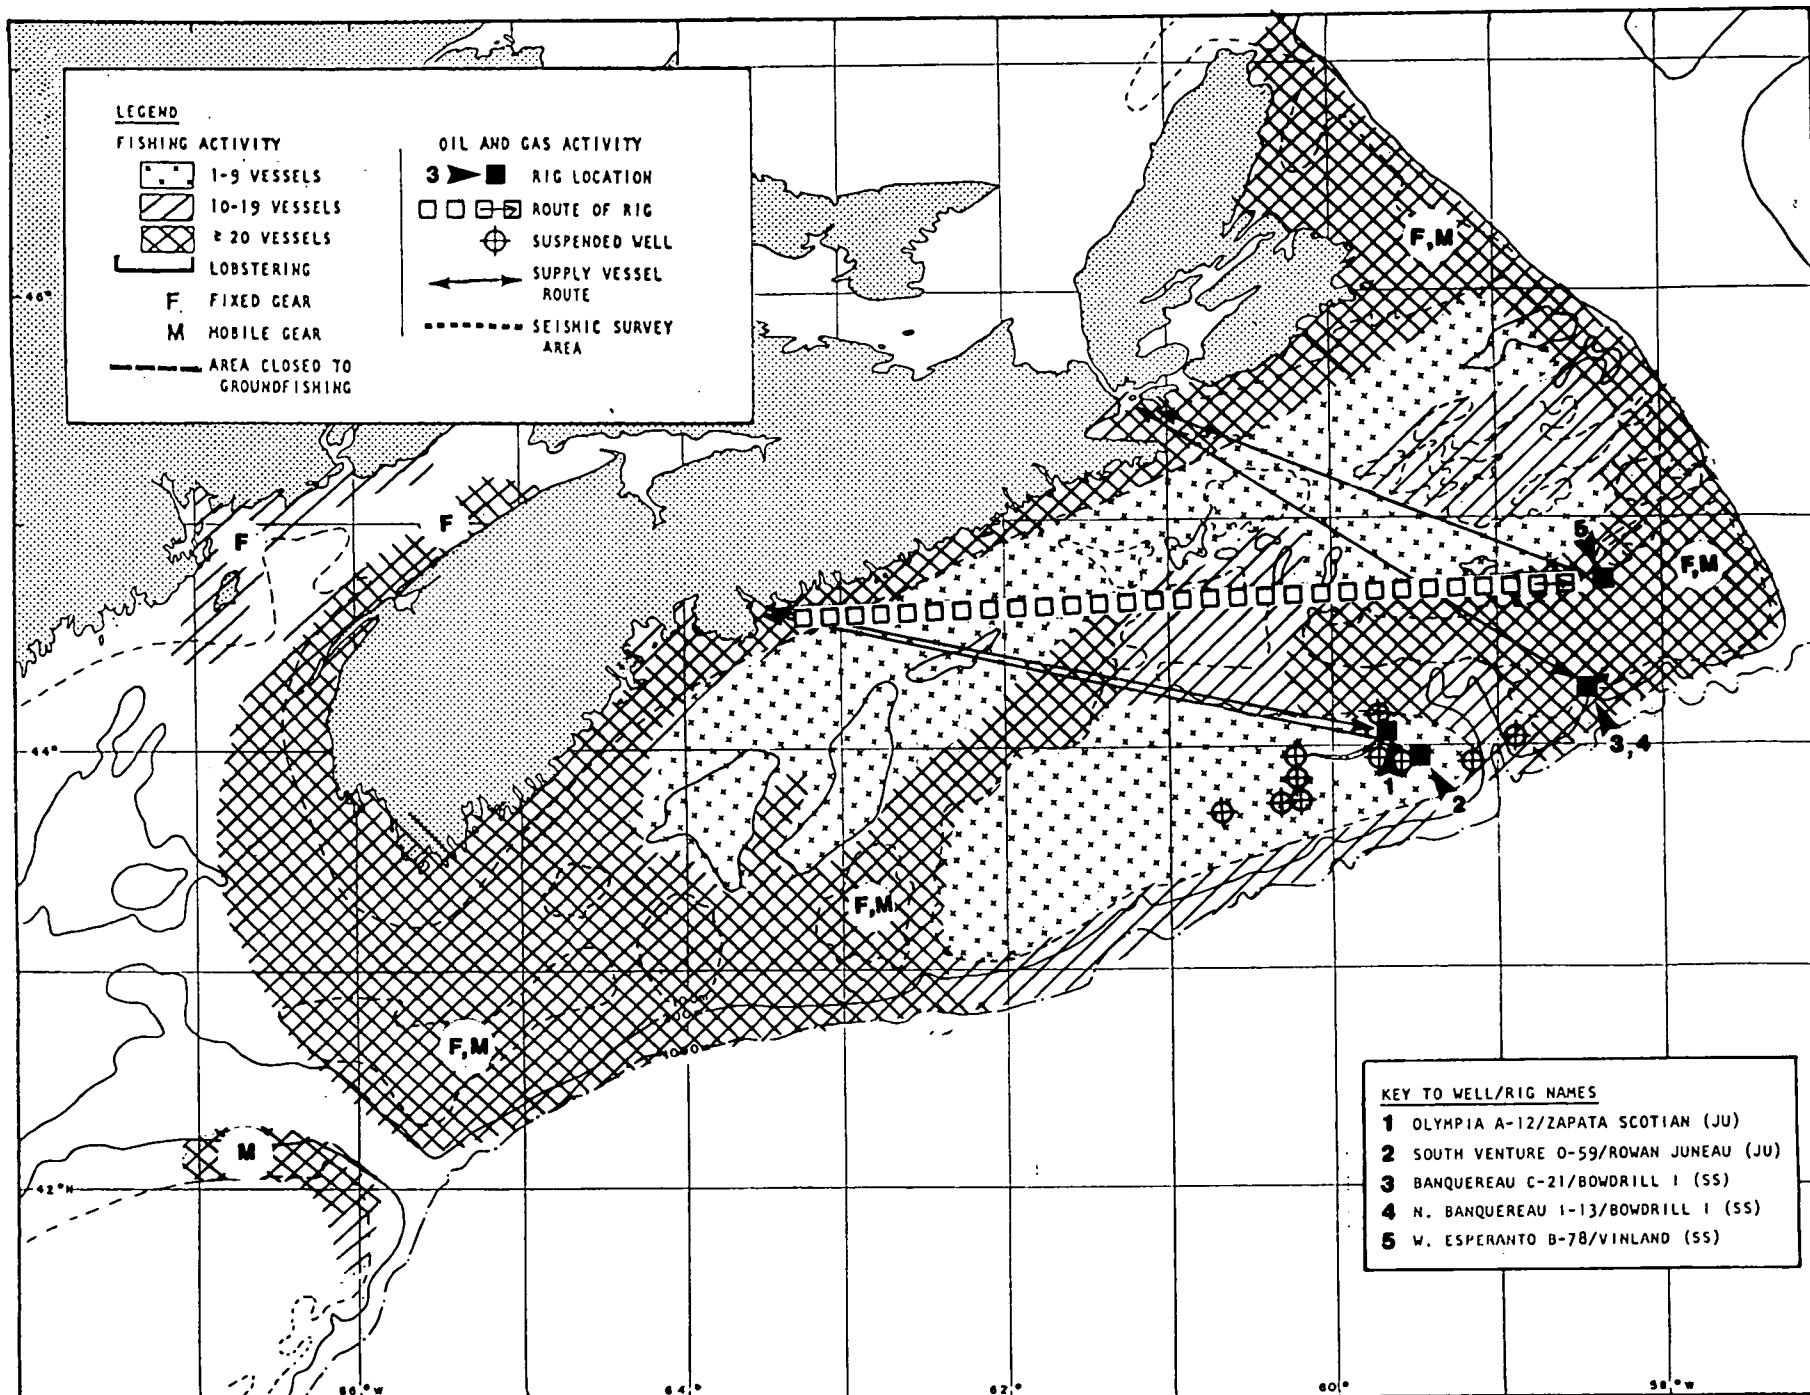 LEGEND
FISHING ACTIVITY
1-9 VESSELS
10-19 VESSELS
≥ 20 VESSELS
LOBSTERING
F FIXED GEAR
M MOBILE GEAR
AREA CLOSED TO
GROUNDFISHING
OIL AND GAS ACTIVITY
3 RIG LOCATION
ROUTE OF RIG
SUSPENDED WELL
SUPPLY VESSEL
ROUTE
SEISMIC SURVEY
AREA
F,M
46°
F
F
5
F,M
44°
3,4
1
2
F,M
F,M
1000m
M
42°N
KEY TO WELL/RIG NAMES
1 OLYMPIA A-12/ZAPATA SCOTIAN (JU)
2 SOUTH VENTURE O-59/ROWAN JUNEAU (JU)
3 BANQUEREAU C-21/BOWDRILL I (SS)
4 N. BANQUEREAU I-13/BOWDRILL I (SS)
5 W. ESPERANTO B-78/VINLAND (SS)
66°W 64° 62° 60° 58°W